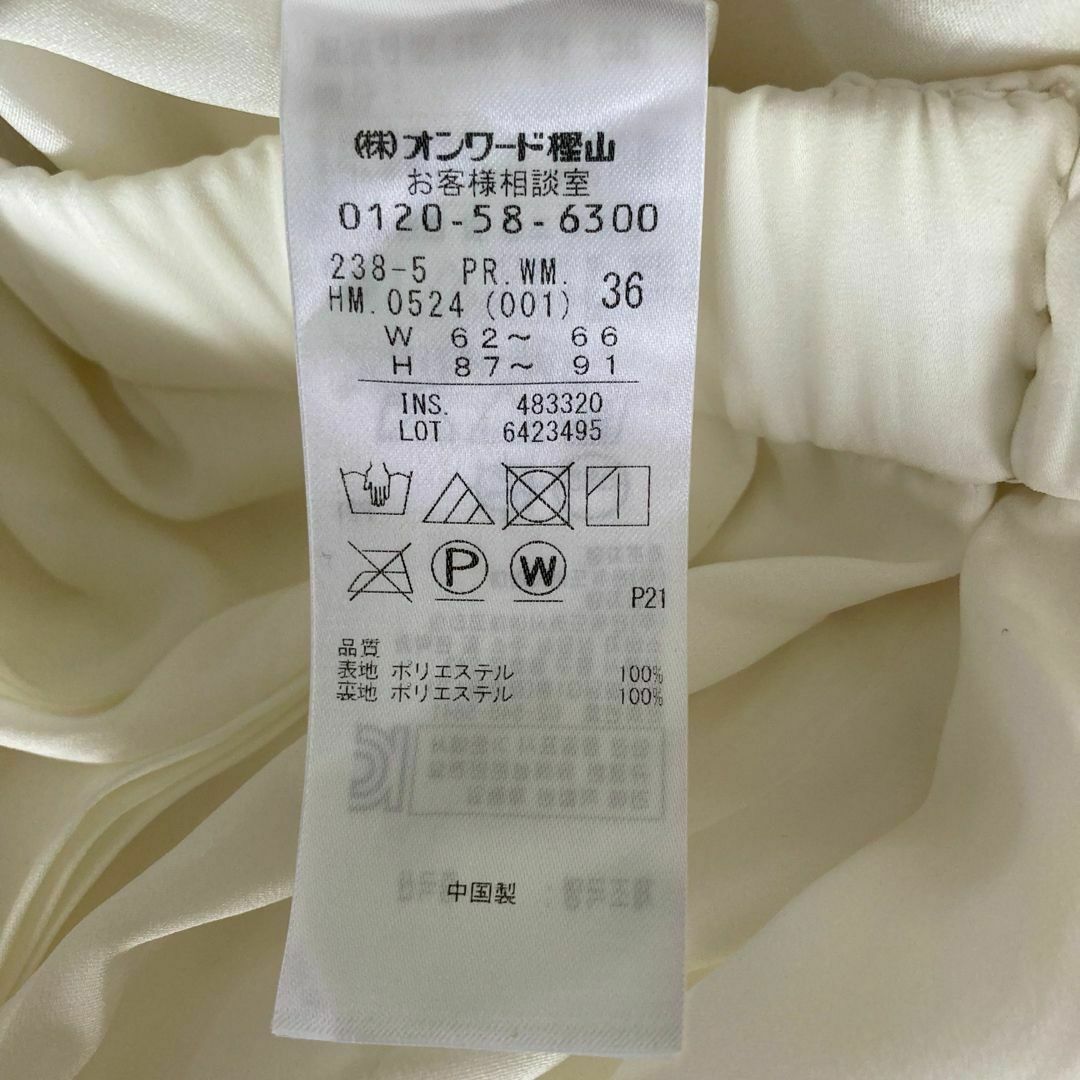 (株)オンワード樫山
お客様相談室
0120-58-6300
238-5 PR.WM.
HM.0524 (001) 36
W 62～ 66
H 87～ 91
INS. 483320
LOT 6423495
P W
P21
品質
表地 ポリエステル 100%
裏地 ポリエステル 100%
中国製